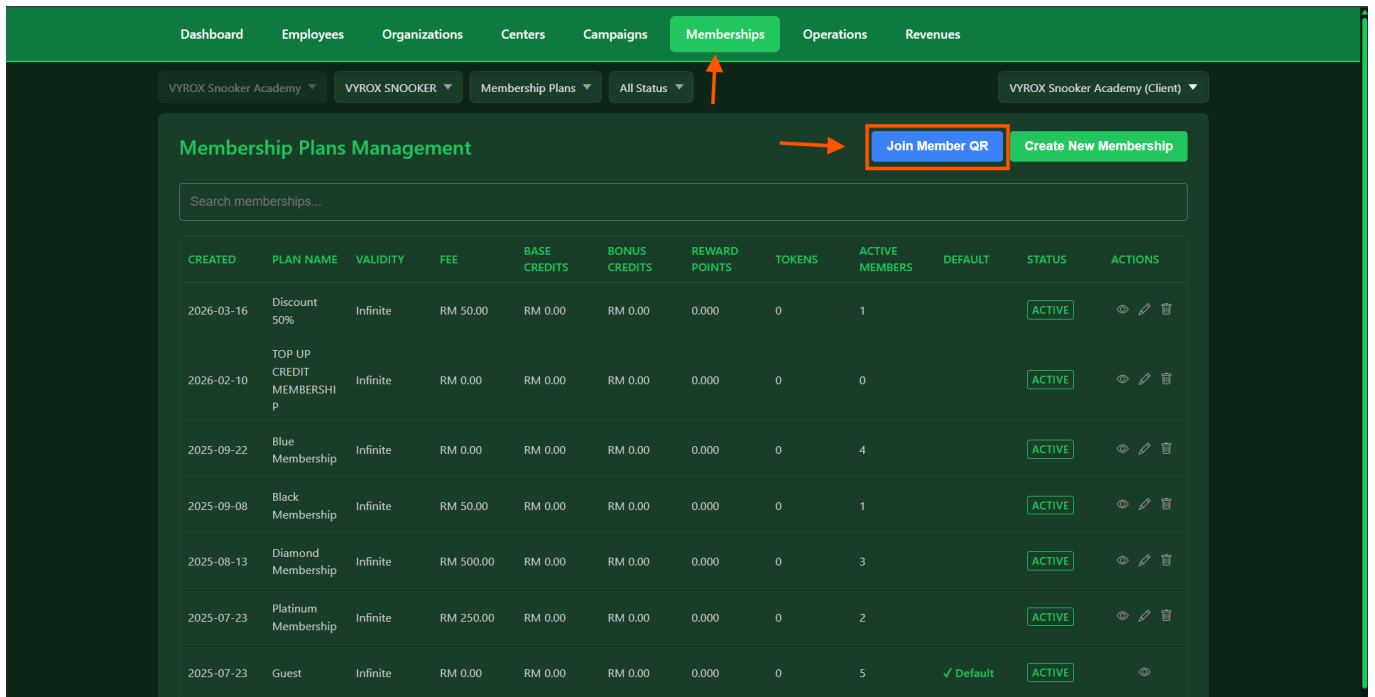 Dashboard Employees Organizations Centers Campaigns Memberships Operations Revenues
VYROX Snooker Academy VYROX SNOOKER Membership Plans All Status VYROX Snooker Academy (Client)
Membership Plans Management Join Member QR Create New Membership
Search memberships...
CREATED PLAN NAME VALIDITY FEE BASE CREDITS BONUS CREDITS REWARD POINTS TOKENS ACTIVE MEMBERS DEFAULT STATUS ACTIONS
2026-03-16 Discount 50% Infinite RM 50.00 RM 0.00 RM 0.00 0.000 0 1 ACTIVE
2026-02-10 TOP UP CREDIT MEMBERSHIP Infinite RM 0.00 RM 0.00 RM 0.00 0.000 0 0 ACTIVE
2025-09-22 Blue Membership Infinite RM 0.00 RM 0.00 RM 0.00 0.000 0 4 ACTIVE
2025-09-08 Black Membership Infinite RM 50.00 RM 0.00 RM 0.00 0.000 0 1 ACTIVE
2025-08-13 Diamond Membership Infinite RM 500.00 RM 0.00 RM 0.00 0.000 0 3 ACTIVE
2025-07-23 Platinum Membership Infinite RM 250.00 RM 0.00 RM 0.00 0.000 0 2 ACTIVE
2025-07-23 Guest Infinite RM 0.00 RM 0.00 RM 0.00 0.000 0 5 ✓ Default ACTIVE